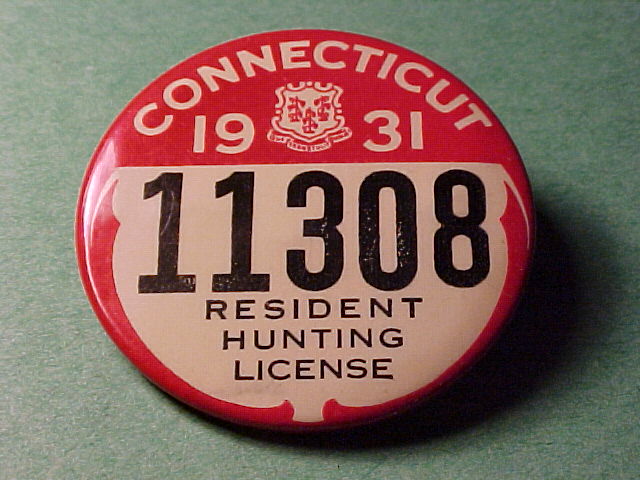 CONNECTICUT
19 31
11308
RESIDENT
HUNTING
LICENSE